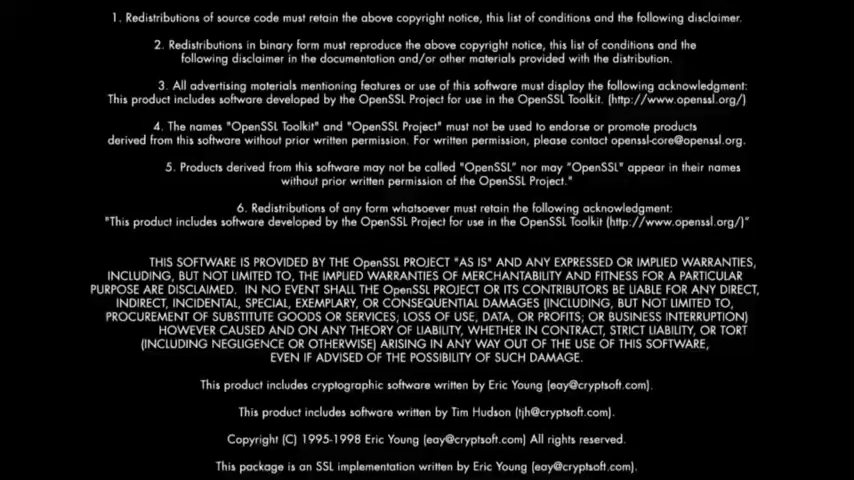 1. Redistributions of source code must retain the above copyright notice, this list of conditions and the following disclaimer.
2. Redistributions in binary form must reproduce the above copyright notice, this list of conditions and the
following disclaimer in the documentation and/or other materials provided with the distribution.
3. All advertising materials mentioning features or use of this software must display the following acknowledgment:
This product includes software developed by the OpenSSL Project for use in the OpenSSL Toolkit. (http://www.openssl.org/)
4. The names "OpenSSL Toolkit" and "OpenSSL Project" must not be used to endorse or promote products
derived from this software without prior written permission. For written permission, please contact openssl-core@openssl.org.
5. Products derived from this software may not be called "OpenSSL” nor may “OpenSSL" appear in their names
without prior written permission of the OpenSSL Project."
6. Redistributions of any form whatsoever must retain the following acknowledgment:
"This product includes software developed by the OpenSSL Project for use in the OpenSSL Toolkit (http://www.openssl.org/)”
THIS SOFTWARE IS PROVIDED BY THE OpenSSL PROJECT "AS IS" AND ANY EXPRESSED OR IMPLIED WARRANTIES,
INCLUDING, BUT NOT LIMITED TO, THE IMPLIED WARRANTIES OF MERCHANTABILITY AND FITNESS FOR A PARTICULAR
PURPOSE ARE DISCLAIMED. IN NO EVENT SHALL THE OpenSSL PROJECT OR ITS CONTRIBUTORS BE LIABLE FOR ANY DIRECT,
INDIRECT, INCIDENTAL, SPECIAL, EXEMPLARY, OR CONSEQUENTIAL DAMAGES (INCLUDING, BUT NOT LIMITED TO,
PROCUREMENT OF SUBSTITUTE GOODS OR SERVICES; LOSS OF USE, DATA, OR PROFITS; OR BUSINESS INTERRUPTION)
HOWEVER CAUSED AND ON ANY THEORY OF LIABILITY, WHETHER IN CONTRACT, STRICT LIABILITY, OR TORT
(INCLUDING NEGLIGENCE OR OTHERWISE) ARISING IN ANY WAY OUT OF THE USE OF THIS SOFTWARE,
EVEN IF ADVISED OF THE POSSIBILITY OF SUCH DAMAGE.
This product includes cryptographic software written by Eric Young (eay@cryptsoft.com).
This product includes software written by Tim Hudson (tjh@cryptsoft.com).
Copyright (C) 1995-1998 Eric Young (eay@cryptsoft.com) All rights reserved.
This package is an SSL implementation written by Eric Young (eay@cryptsoft.com).